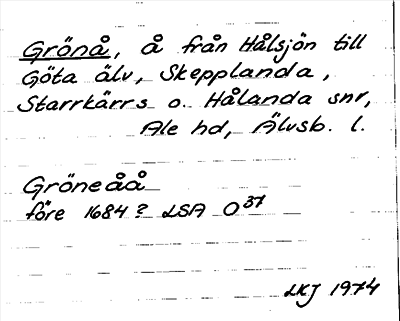 Grönå, å från Hålsjön till
Göta älv, Skepplanda,
Starrkärrs o. Hålanda snr,
Ale hd, Älvsb. l.
Gröneåå
före 1684? LSA O37
LKJ 1974